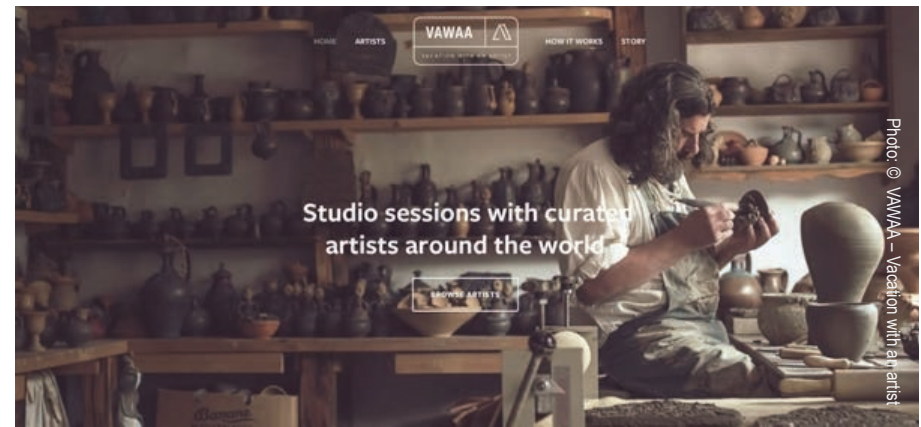 HOME ARTISTS
VAWAA
VACATION WITH AN ARTIST
HOW IT WORKS STORY
Studio sessions with curated
artists around the world
BROWSE ARTISTS
Photo: © VAWAA – Vacation with an artist